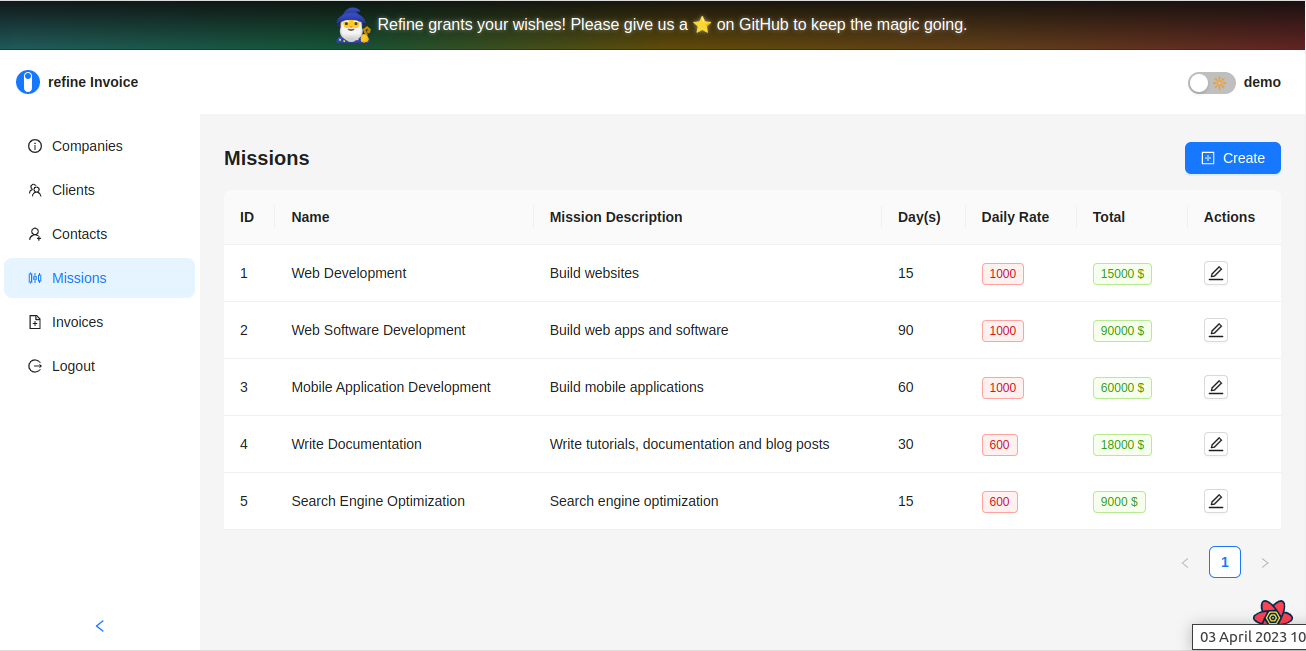 Refine grants your wishes! Please give us a ⭐ on GitHub to keep the magic going.
refine Invoice
demo
Companies
Clients
Contacts
Missions
Invoices
Logout
Missions
Create
ID Name Mission Description Day(s) Daily Rate Total Actions
1 Web Development Build websites 15 1000 15000 $
2 Web Software Development Build web apps and software 90 1000 90000 $
3 Mobile Application Development Build mobile applications 60 1000 60000 $
4 Write Documentation Write tutorials, documentation and blog posts 30 600 18000 $
5 Search Engine Optimization Search engine optimization 15 600 9000 $
1
03 April 2023 10